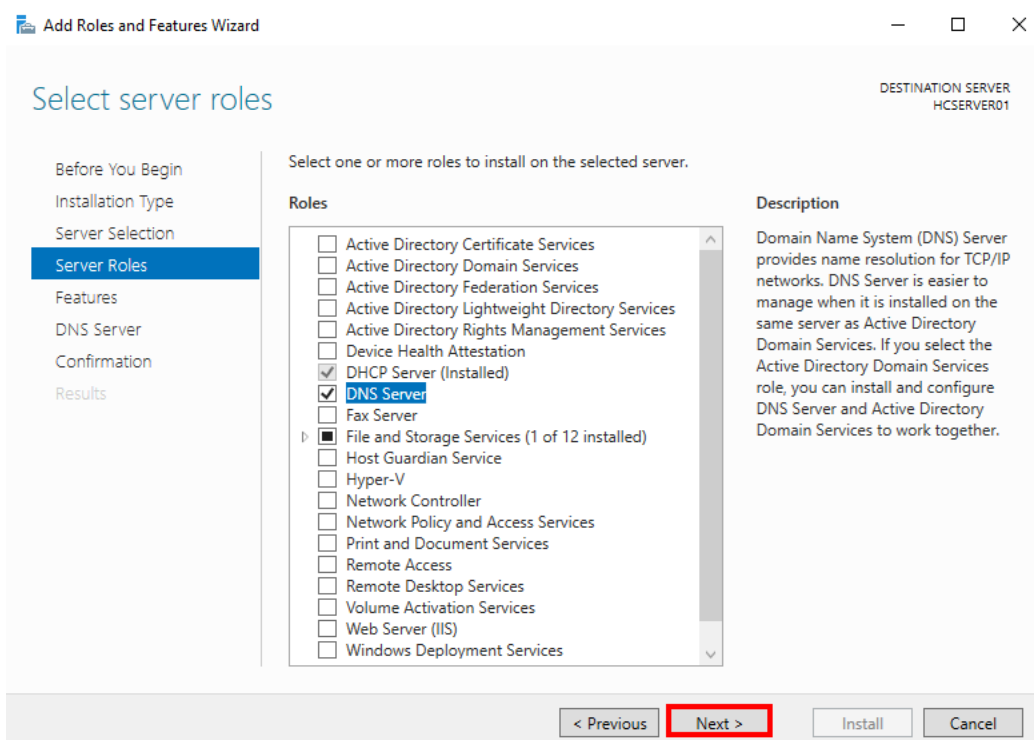 Add Roles and Features Wizard
Select server roles
DESTINATION SERVER
HCSERVER01
Before You Begin
Installation Type
Server Selection
Server Roles
Features
DNS Server
Confirmation
Results
Select one or more roles to install on the selected server.
Roles
Active Directory Certificate Services
Active Directory Domain Services
Active Directory Federation Services
Active Directory Lightweight Directory Services
Active Directory Rights Management Services
Device Health Attestation
DHCP Server (Installed)
DNS Server
Fax Server
File and Storage Services (1 of 12 installed)
Host Guardian Service
Hyper-V
Network Controller
Network Policy and Access Services
Print and Document Services
Remote Access
Remote Desktop Services
Volume Activation Services
Web Server (IIS)
Windows Deployment Services
Description
Domain Name System (DNS) Server
provides name resolution for TCP/IP
networks. DNS Server is easier to
manage when it is installed on the
same server as Active Directory
Domain Services. If you select the
Active Directory Domain Services
role, you can install and configure
DNS Server and Active Directory
Domain Services to work together.
< Previous
Next >
Install
Cancel